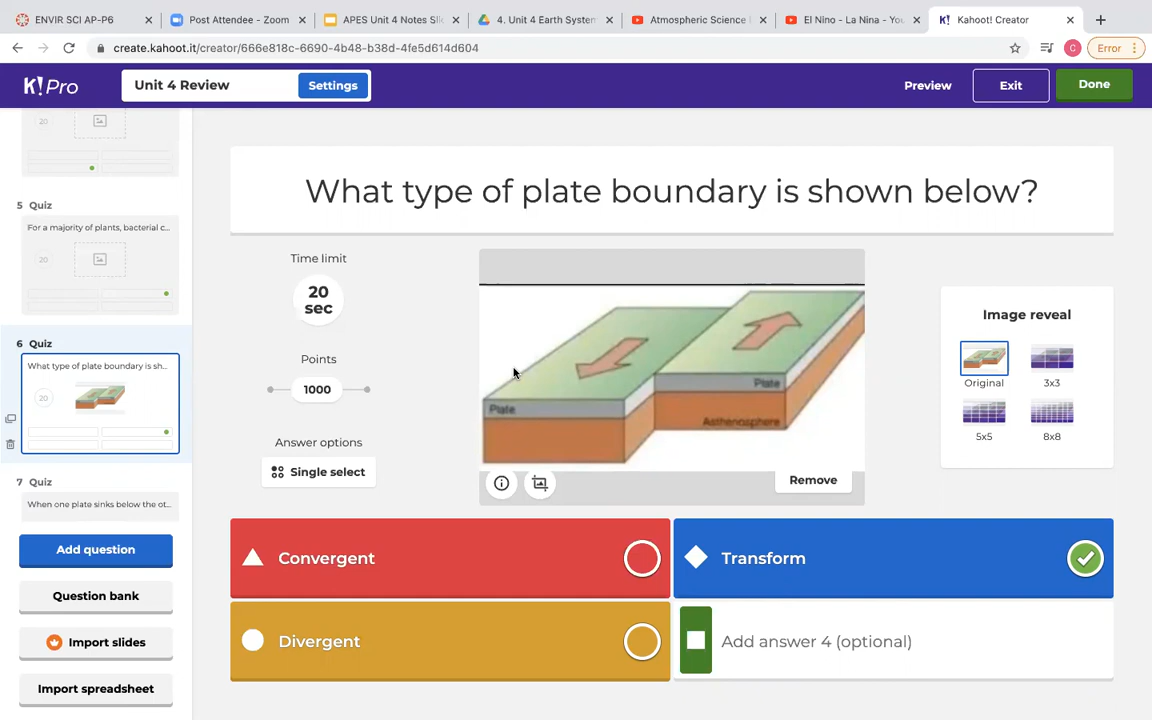 ENVIR SCI AP-P6
Post Attendee - Zoom
APES Unit 4 Notes Sli
4. Unit 4 Earth System
Atmospheric Science
El Nino - La Nina - You
Kahoot! Creator
create.kahoot.it/creator/666e818c-6690-4b48-b38d-4fe5d614d604
C
Error
K!Pro
Unit 4 Review
Settings
Preview
Exit
Done
20
5 Quiz
For a majority of plants, bacterial c...
20
6 Quiz
What type of plate boundary is sh...
20
7 Quiz
When one plate sinks below the ot...
Add question
Question bank
Import slides
Import spreadsheet
What type of plate boundary is shown below?
Time limit
20
sec
Points
1000
Answer options
Single select
Plate
Plate
Asthenosphere
Remove
Image reveal
Original
3x3
5x5
8x8
Convergent
Transform
Divergent
Add answer 4 (optional)